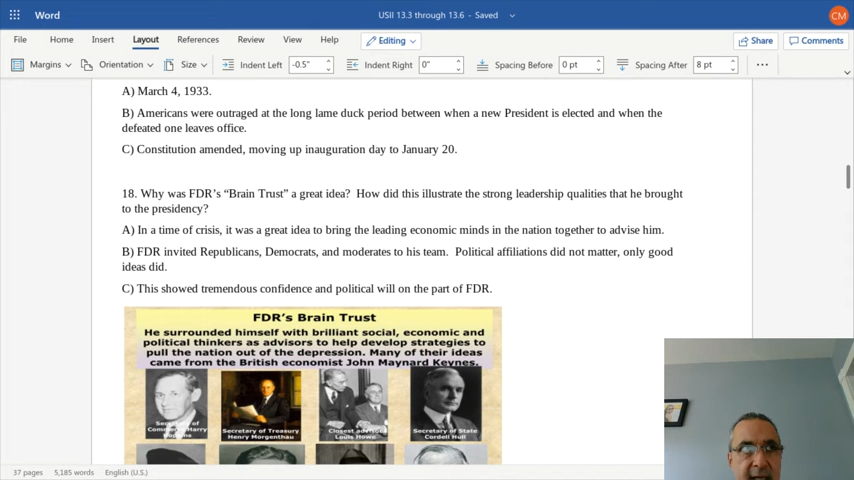 Word
USII 13.3 through 13.6 - Saved
CM
File Home Insert Layout References Review View Help Editing Share Comments
Margins Orientation Size Indent Left -0.5" Indent Right 0" Spacing Before 0 pt Spacing After 8 pt
A) March 4, 1933.
B) Americans were outraged at the long lame duck period between when a new President is elected and when the
defeated one leaves office.
C) Constitution amended, moving up inauguration day to January 20.
18. Why was FDR’s “Brain Trust” a great idea? How did this illustrate the strong leadership qualities that he brought
to the presidency?
A) In a time of crisis, it was a great idea to bring the leading economic minds in the nation together to advise him.
B) FDR invited Republicans, Democrats, and moderates to his team. Political affiliations did not matter, only good
ideas did.
C) This showed tremendous confidence and political will on the part of FDR.
FDR's Brain Trust
He surrounded himself with brilliant social, economic and
political thinkers as advisors to help develop strategies to
pull the nation out of the depression. Many of their ideas
came from the British economist John Maynard Keynes.
Secretary of
Commerce Harry
Hopkins
Secretary of Treasury
Henry Morgenthau
Closest advisor
Louis Howe
Secretary of State
Cordell Hull
37 pages 5,185 words English (U.S.)